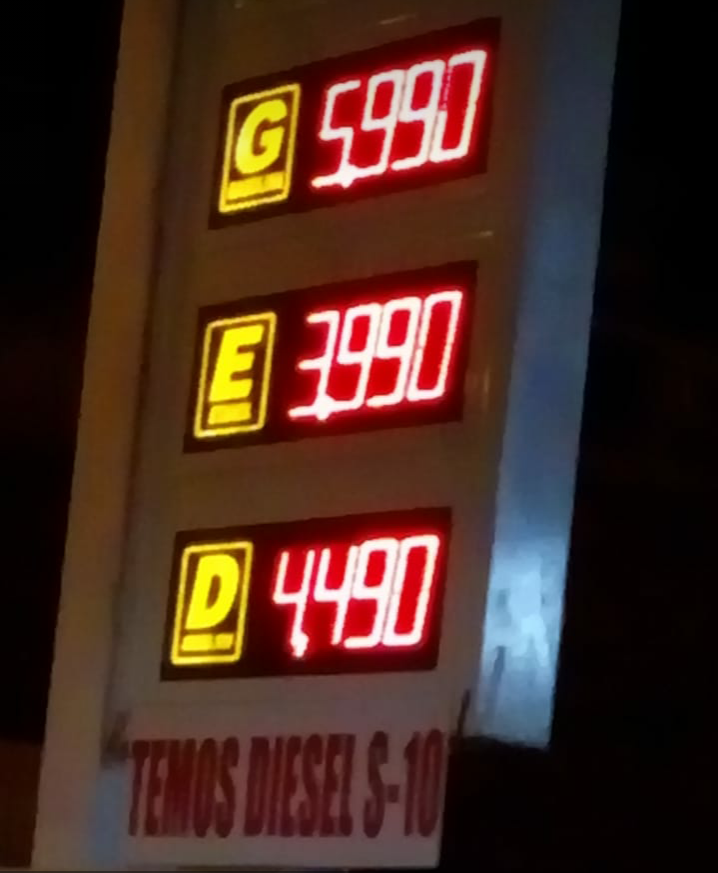 G 5,990
E 3,990
D 4,490
TEMOS DIESEL S-10